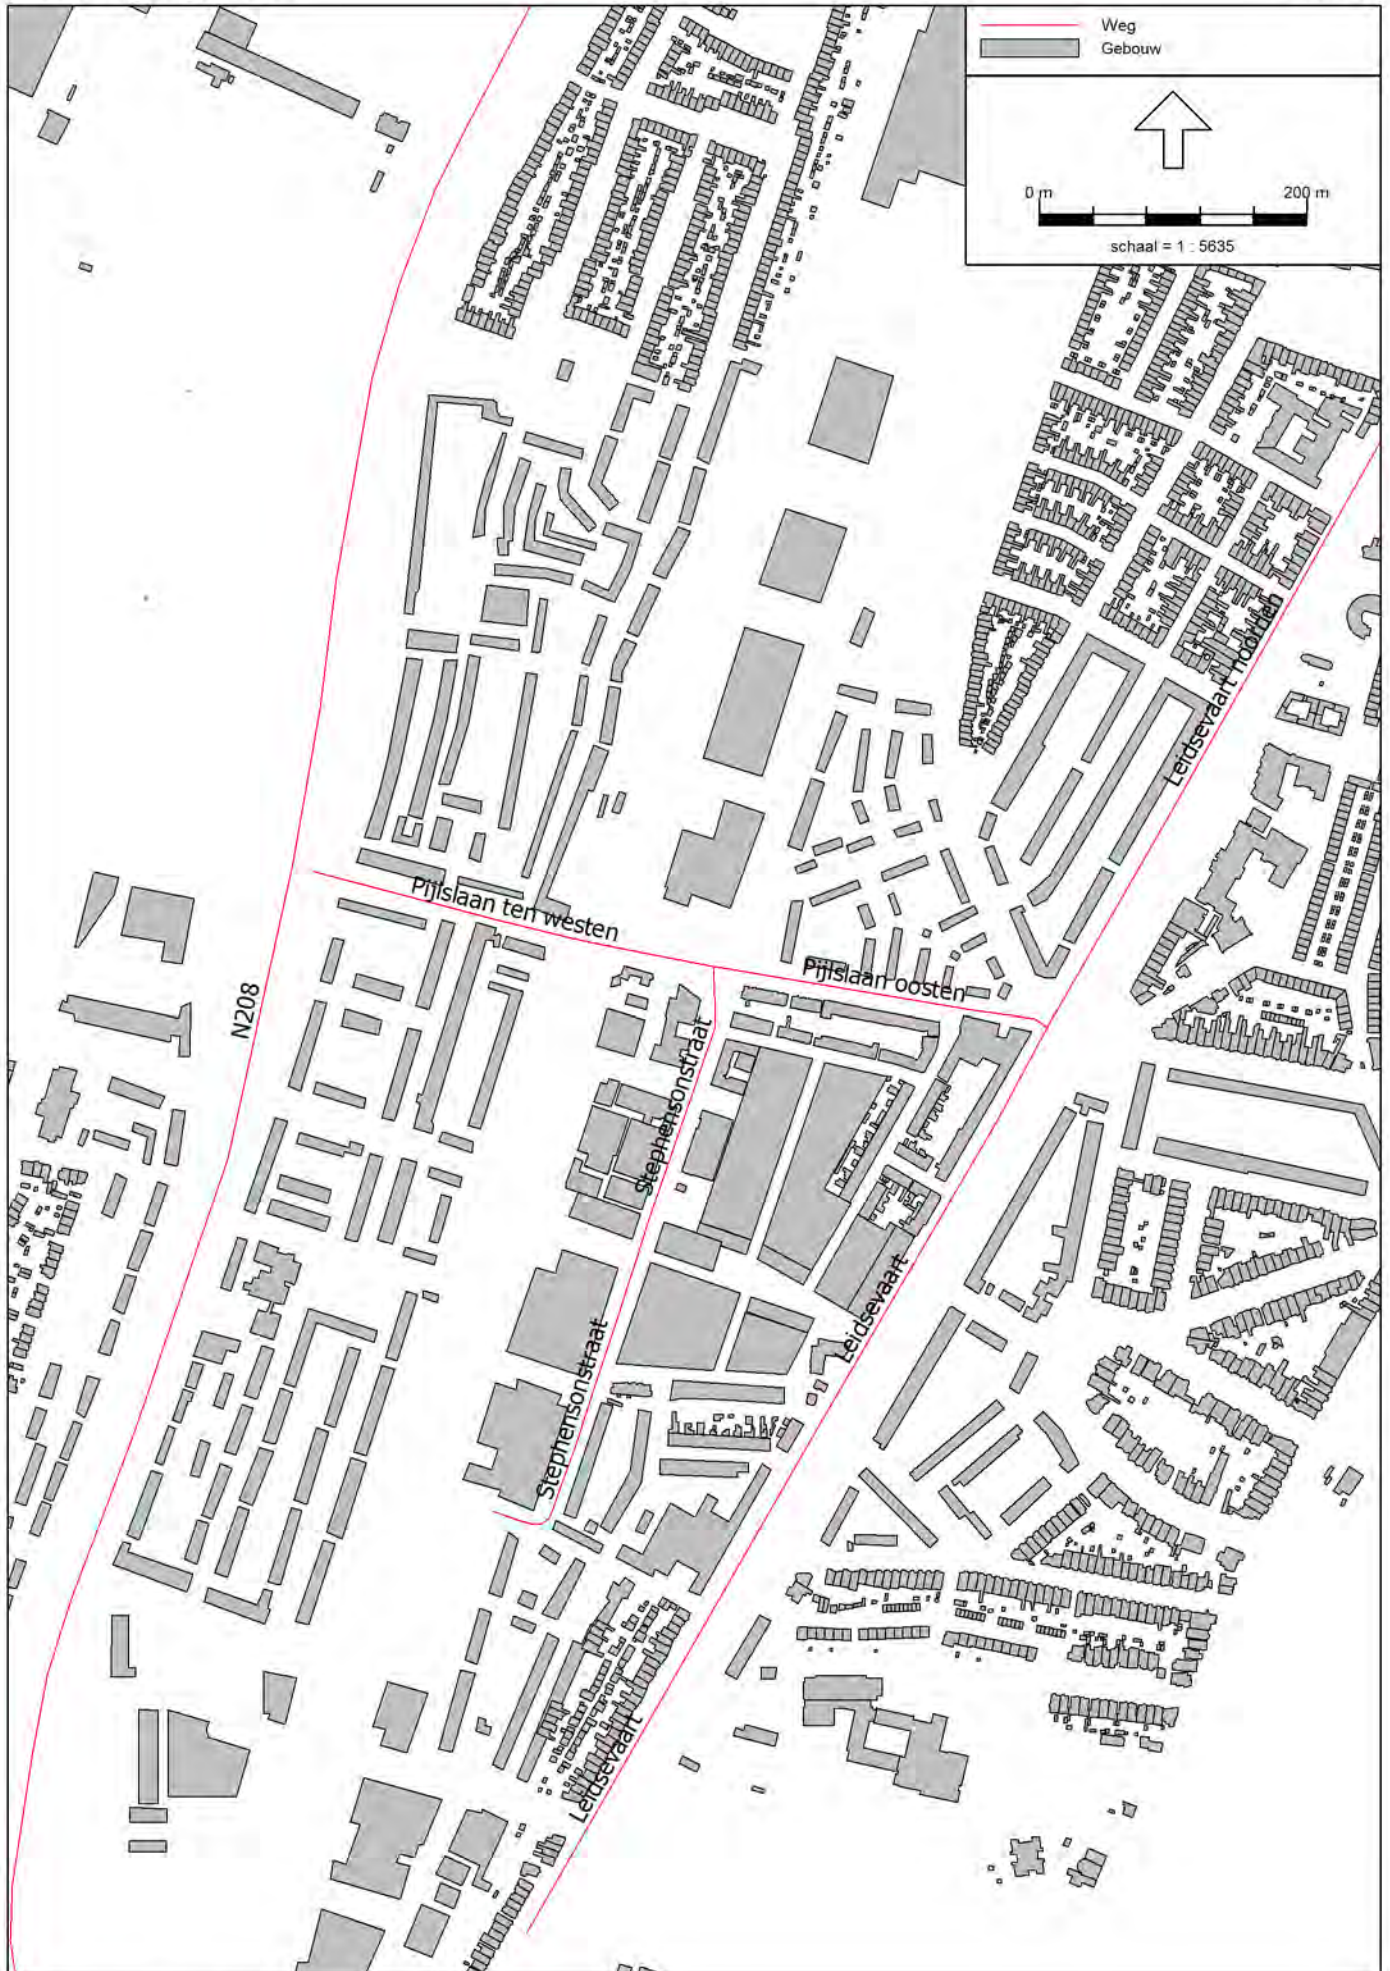 Weg
Gebouw
0 m 200 m
schaal = 1 : 5635
Leidsevaart noorden
Pijlslaan ten westen
Pijlslaan oosten
N208
Stephensonstraat
Stephensonstraat
Leidsevaart
Stephensonstraat
Leidsevaart